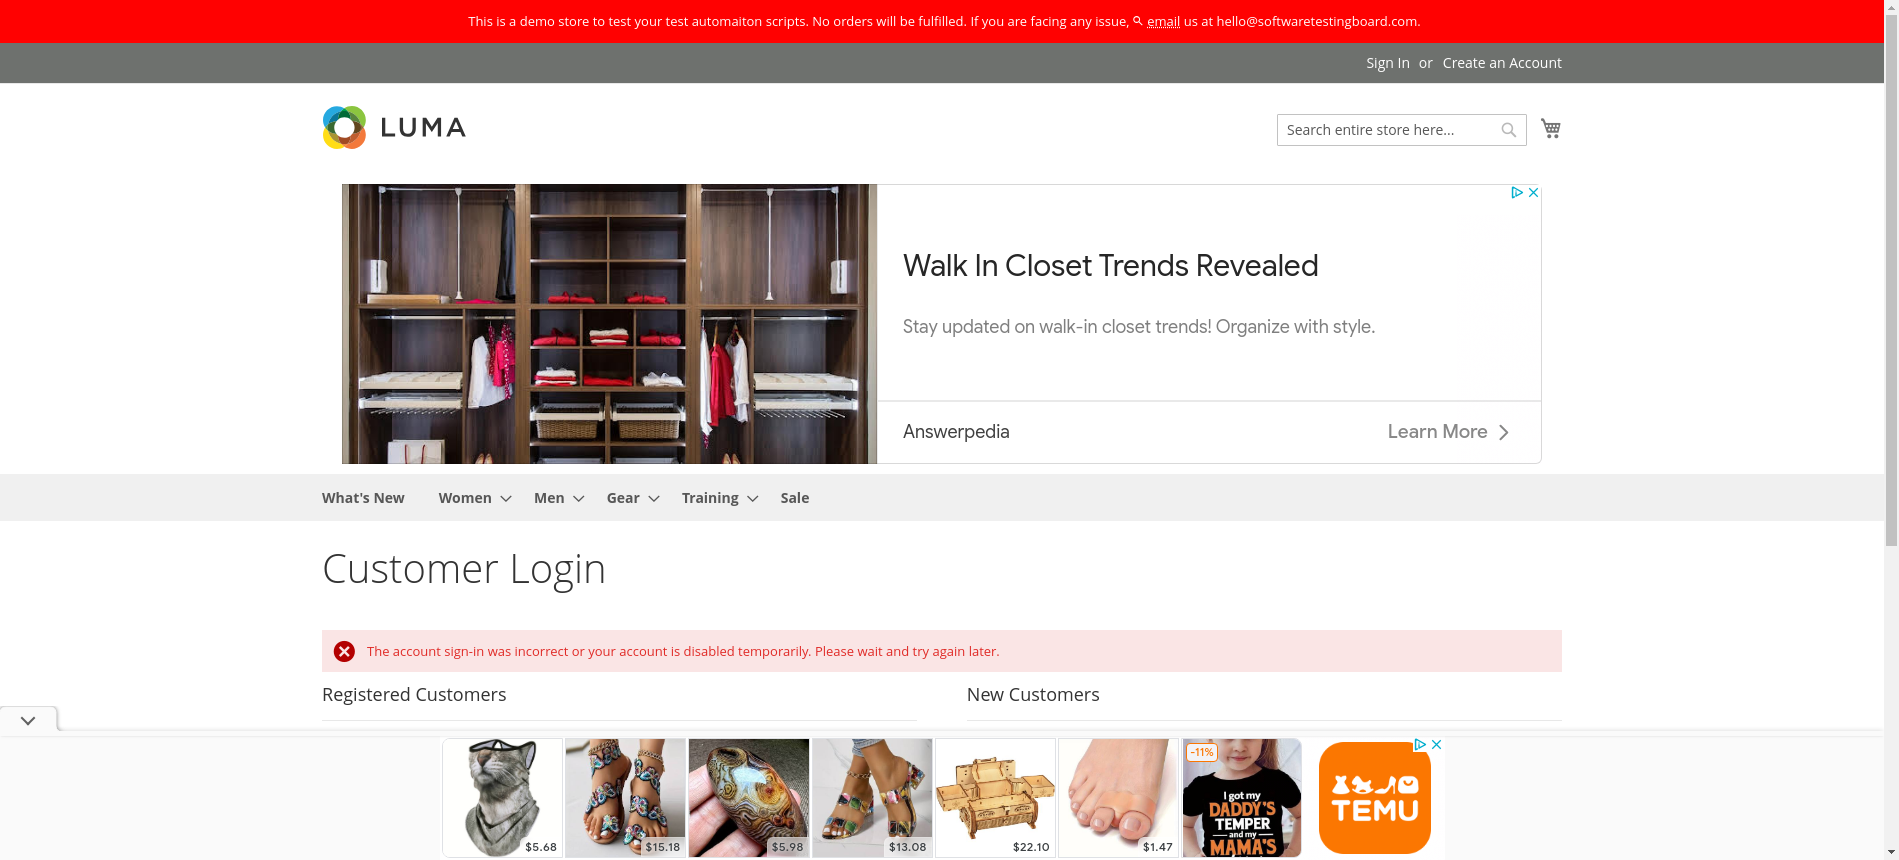 This is a demo store to test your test automaiton scripts. No orders will be fulfilled. If you are facing any issue, email us at hello@softwaretestingboard.com.
Sign In or Create an Account
LUMA
Search entire store here...
Walk In Closet Trends Revealed
Stay updated on walk-in closet trends! Organize with style.
Answerpedia
Learn More
What's New Women Men Gear Training Sale
Customer Login
The account sign-in was incorrect or your account is disabled temporarily. Please wait and try again later.
Registered Customers
New Customers
-11%
I got my
DADDY'S
TEMPER
and my
MAMA'S
TEMU
$5.68 $15.18 $5.98 $13.08 $22.10 $1.47